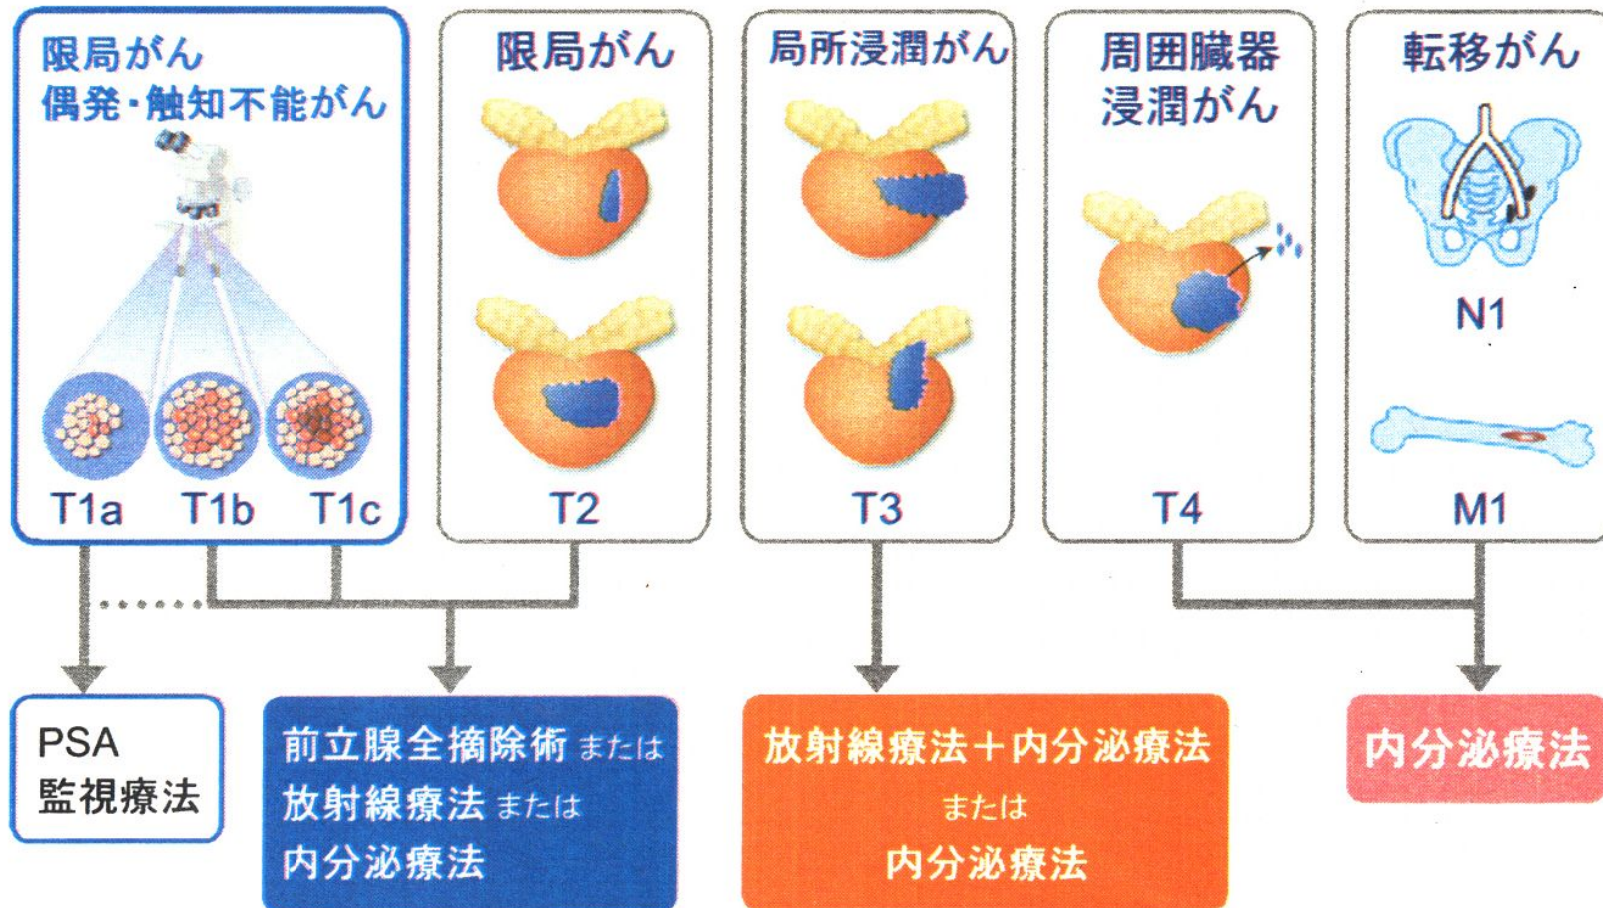 限局がん
偶発・触知不能がん
T1a T1b T1c
限局がん
T2
局所浸潤がん
T3
周囲臓器
浸潤がん
T4
転移がん
N1
M1
PSA
監視療法
前立腺全摘除術 または
放射線療法 または
内分泌療法
放射線療法＋内分泌療法
または
内分泌療法
内分泌療法